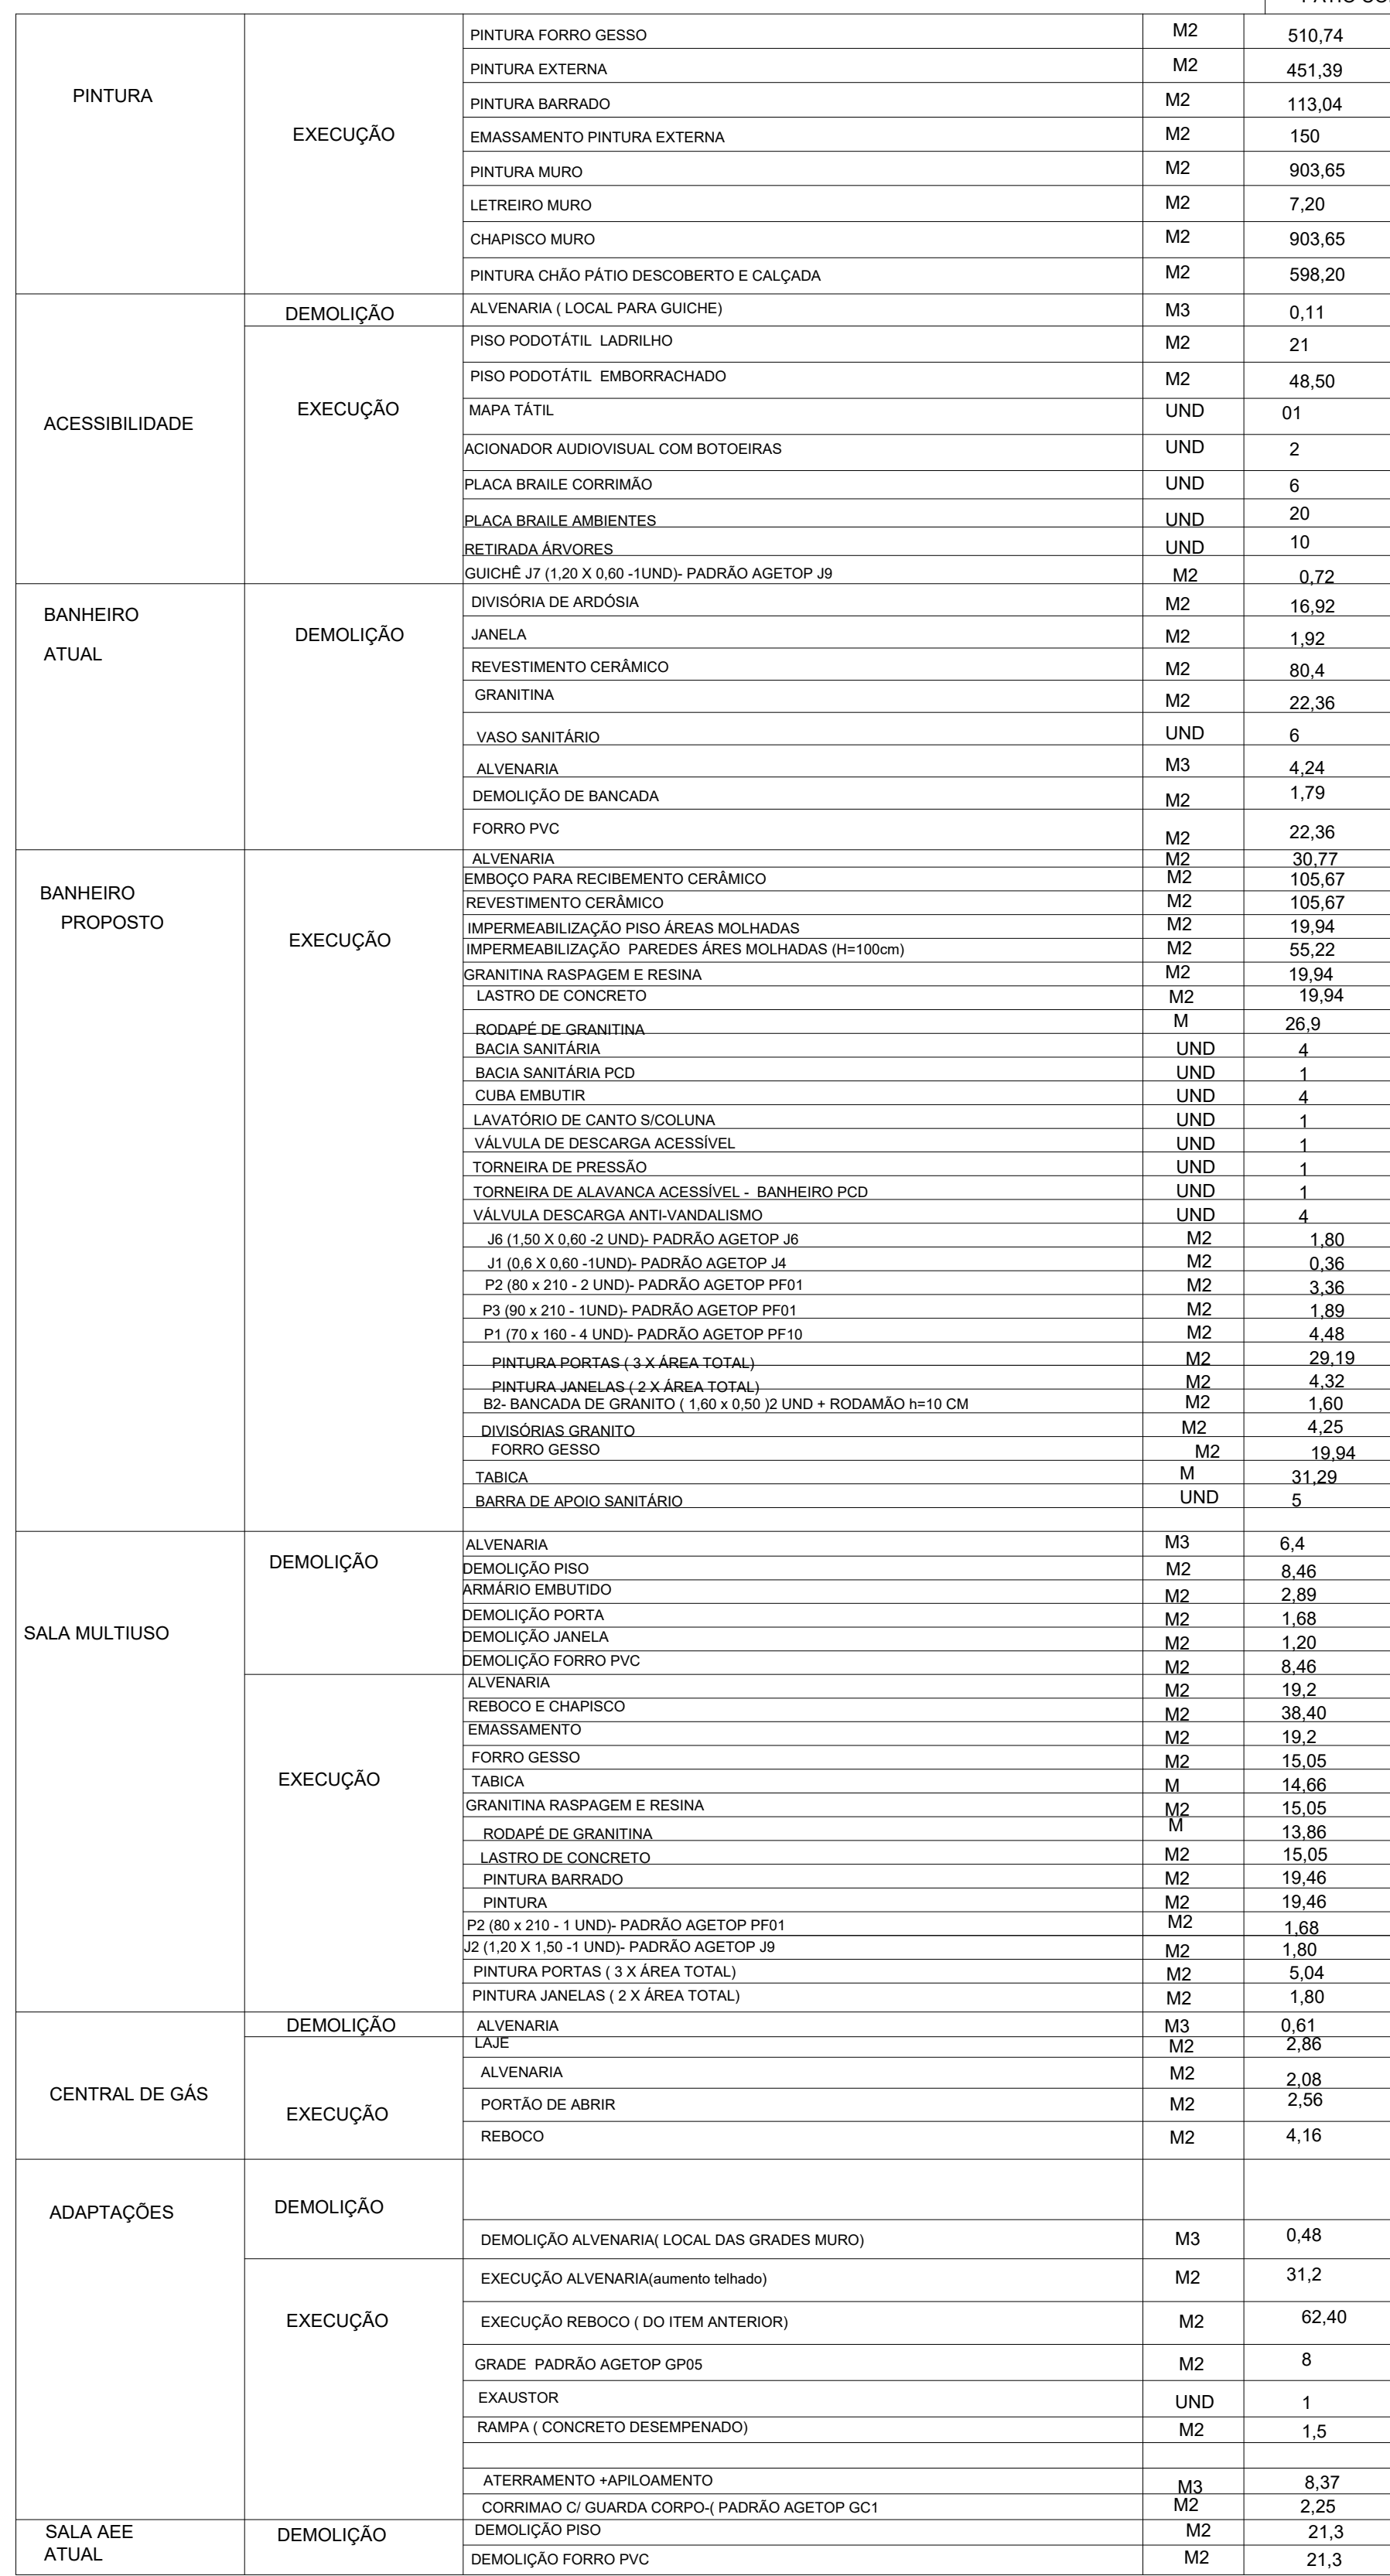 PINTURA
EXECUÇÃO
PINTURA FORRO GESSO M2 510,74
PINTURA EXTERNA M2 451,39
PINTURA BARRADO M2 113,04
EMASSAMENTO PINTURA EXTERNA M2 150
PINTURA MURO M2 903,65
LETREIRO MURO M2 7,20
CHAPISCO MURO M2 903,65
PINTURA CHÃO PÁTIO DESCOBERTO E CALÇADA M2 598,20
ACESSIBILIDADE
DEMOLIÇÃO
ALVENARIA ( LOCAL PARA GUICHE) M3 0,11
EXECUÇÃO
PISO PODOTÁTIL LADRILHO M2 21
PISO PODOTÁTIL EMBORRACHADO M2 48,50
MAPA TÁTIL UND 01
ACIONADOR AUDIOVISUAL COM BOTOEIRAS UND 2
PLACA BRAILE CORRIMÃO UND 6
PLACA BRAILE AMBIENTES UND 20
RETIRADA ÁRVORES UND 10
GUICHÊ J7 (1,20 X 0,60 -1UND)- PADRÃO AGETOP J9 M2 0,72
BANHEIRO
ATUAL
DEMOLIÇÃO
DIVISÓRIA DE ARDÓSIA M2 16,92
JANELA M2 1,92
REVESTIMENTO CERÂMICO M2 80,4
GRANITINA M2 22,36
VASO SANITÁRIO UND 6
ALVENARIA M3 4,24
DEMOLIÇÃO DE BANCADA M2 1,79
FORRO PVC M2 22,36
BANHEIRO
PROPOSTO
EXECUÇÃO
ALVENARIA M2 30,77
EMBOÇO PARA RECIBEMENTO CERÂMICO M2 105,67
REVESTIMENTO CERÂMICO M2 105,67
IMPERMEABILIZAÇÃO PISO ÁREAS MOLHADAS M2 19,94
IMPERMEABILIZAÇÃO PAREDES ÁRES MOLHADAS (H=100cm) M2 55,22
GRANITINA RASPAGEM E RESINA M2 19,94
LASTRO DE CONCRETO M2 19,94
RODAPÉ DE GRANITINA M 26,9
BACIA SANITÁRIA UND 4
BACIA SANITÁRIA PCD UND 1
CUBA EMBUTIR UND 4
LAVATÓRIO DE CANTO S/COLUNA UND 1
VÁLVULA DE DESCARGA ACESSÍVEL UND 1
TORNEIRA DE PRESSÃO UND 1
TORNEIRA DE ALAVANCA ACESSÍVEL - BANHEIRO PCD UND 1
VÁLVULA DESCARGA ANTI-VANDALISMO UND 4
J6 (1,50 X 0,60 -2 UND)- PADRÃO AGETOP J6 M2 1,80
J1 (0,6 X 0,60 -1UND)- PADRÃO AGETOP J4 M2 0,36
P2 (80 x 210 - 2 UND)- PADRÃO AGETOP PF01 M2 3,36
P3 (90 x 210 - 1UND)- PADRÃO AGETOP PF01 M2 1,89
P1 (70 x 160 - 4 UND)- PADRÃO AGETOP PF10 M2 4,48
PINTURA PORTAS ( 3 X ÁREA TOTAL) M2 29,19
PINTURA JANELAS ( 2 X ÁREA TOTAL) M2 4,32
B2- BANCADA DE GRANITO ( 1,60 x 0,50 )2 UND + RODAMÃO h=10 CM M2 1,60
DIVISÓRIAS GRANITO M2 4,25
FORRO GESSO M2 19,94
TABICA M 31,29
BARRA DE APOIO SANITÁRIO UND 5
SALA MULTIUSO
DEMOLIÇÃO
ALVENARIA M3 6,4
DEMOLIÇÃO PISO M2 8,46
ARMÁRIO EMBUTIDO M2 2,89
DEMOLIÇÃO PORTA M2 1,68
DEMOLIÇÃO JANELA M2 1,20
DEMOLIÇÃO FORRO PVC M2 8,46
EXECUÇÃO
ALVENARIA M2 19,2
REBOCO E CHAPISCO M2 38,40
EMASSAMENTO M2 19,2
FORRO GESSO M2 15,05
TABICA M 14,66
GRANITINA RASPAGEM E RESINA M2 15,05
RODAPÉ DE GRANITINA M 13,86
LASTRO DE CONCRETO M2 15,05
PINTURA BARRADO M2 19,46
PINTURA M2 19,46
P2 (80 x 210 - 1 UND)- PADRÃO AGETOP PF01 M2 1,68
J2 (1,20 X 1,50 -1 UND)- PADRÃO AGETOP J9 M2 1,80
PINTURA PORTAS ( 3 X ÁREA TOTAL) M2 5,04
PINTURA JANELAS ( 2 X ÁREA TOTAL) M2 1,80
CENTRAL DE GÁS
DEMOLIÇÃO
ALVENARIA M3 0,61
EXECUÇÃO
LAJE M2 2,86
ALVENARIA M2 2,08
PORTÃO DE ABRIR M2 2,56
REBOCO M2 4,16
ADAPTAÇÕES
DEMOLIÇÃO
DEMOLIÇÃO ALVENARIA( LOCAL DAS GRADES MURO) M3 0,48
EXECUÇÃO
EXECUÇÃO ALVENARIA(aumento telhado) M2 31,2
EXECUÇÃO REBOCO ( DO ITEM ANTERIOR) M2 62,40
GRADE PADRÃO AGETOP GP05 M2 8
EXAUSTOR UND 1
RAMPA ( CONCRETO DESEMPENADO) M2 1,5
ATERRAMENTO +APILOAMENTO M3 8,37
CORRIMAO C/ GUARDA CORPO-( PADRÃO AGETOP GC1 M2 2,25
SALA AEE
ATUAL
DEMOLIÇÃO
DEMOLIÇÃO PISO M2 21,3
DEMOLIÇÃO FORRO PVC M2 21,3